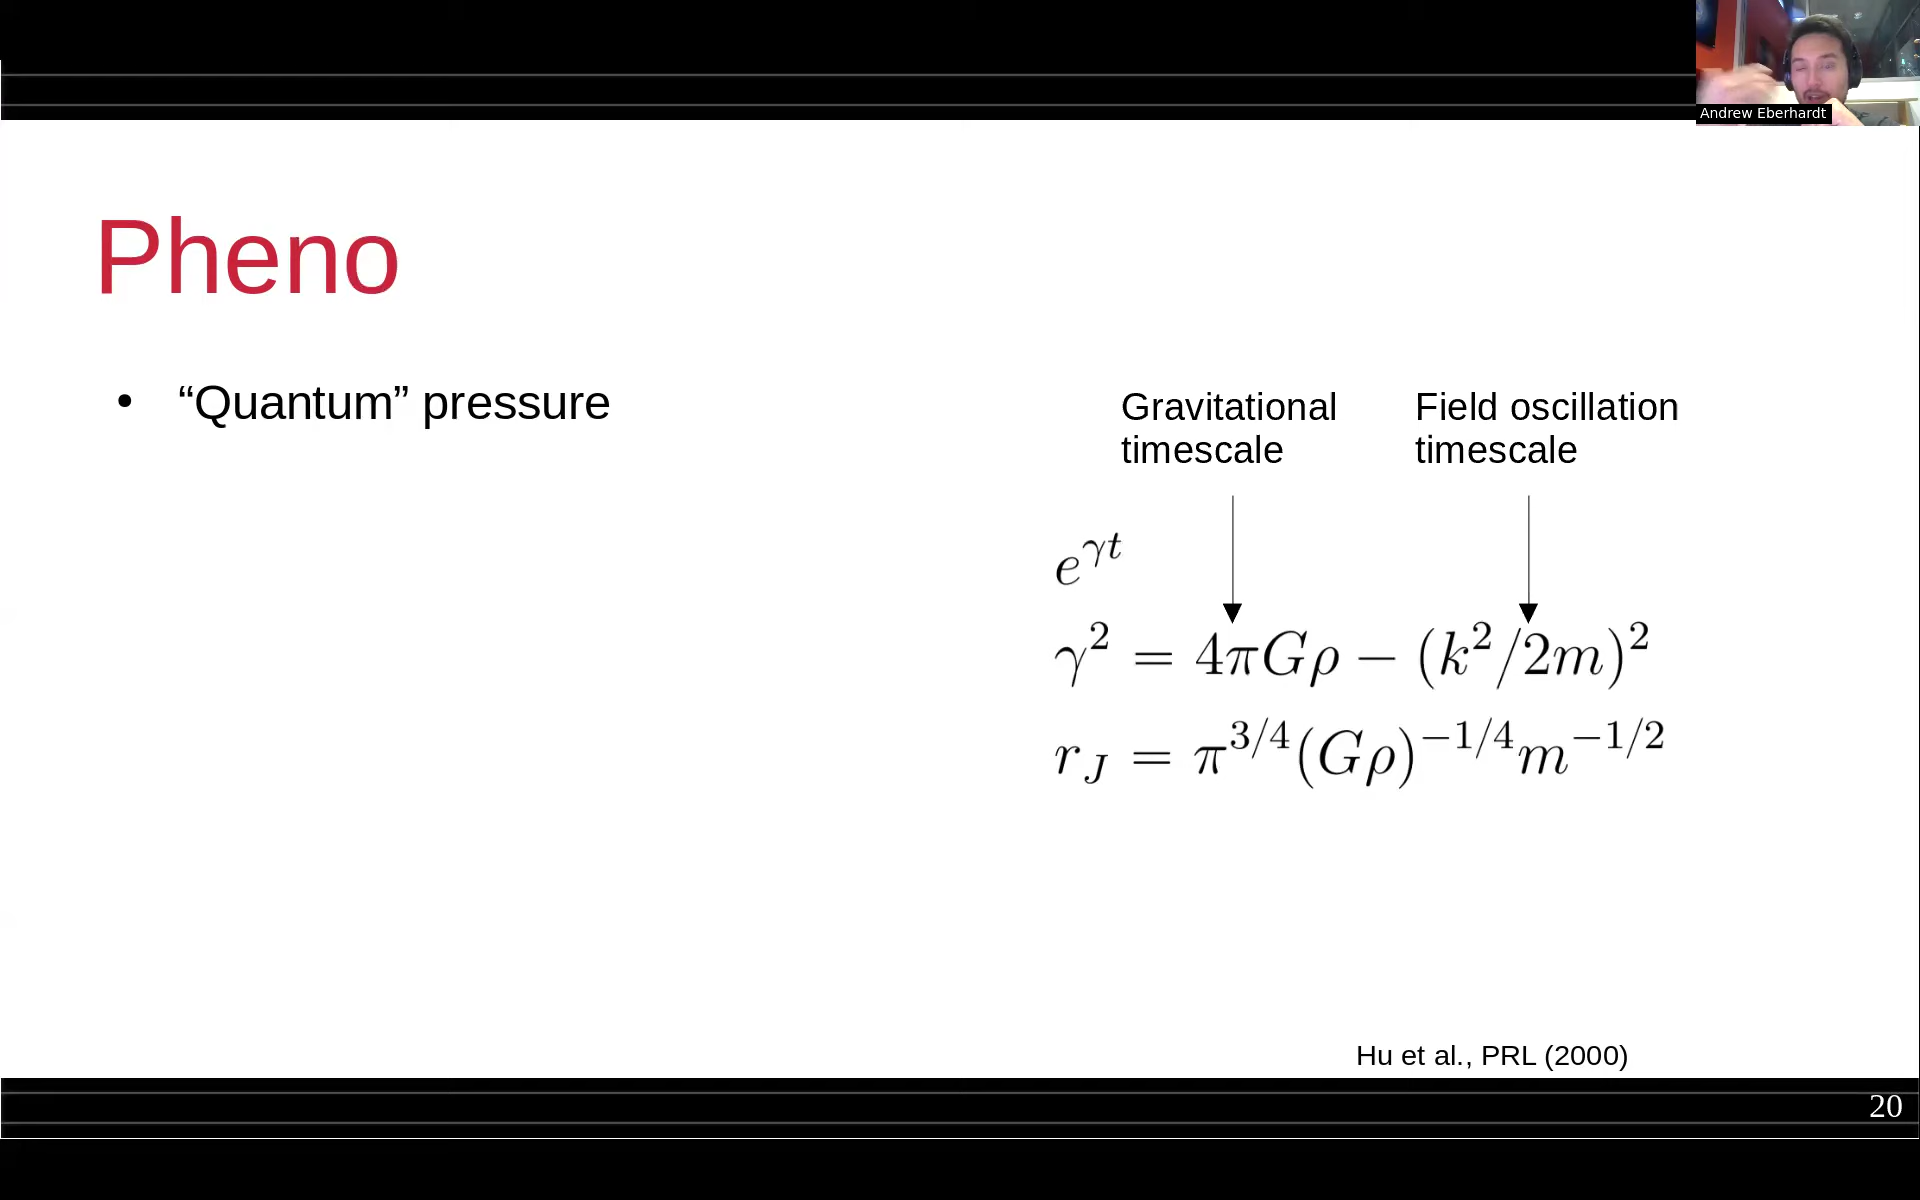 Andrew Eberhardt
Pheno
• “Quantum” pressure
Gravitational
timescale
Field oscillation
timescale
e^{γt}
γ² = 4πGρ − (k²/2m)²
r_J = π^{3/4}(Gρ)^{−1/4}m^{−1/2}
Hu et al., PRL (2000)
20